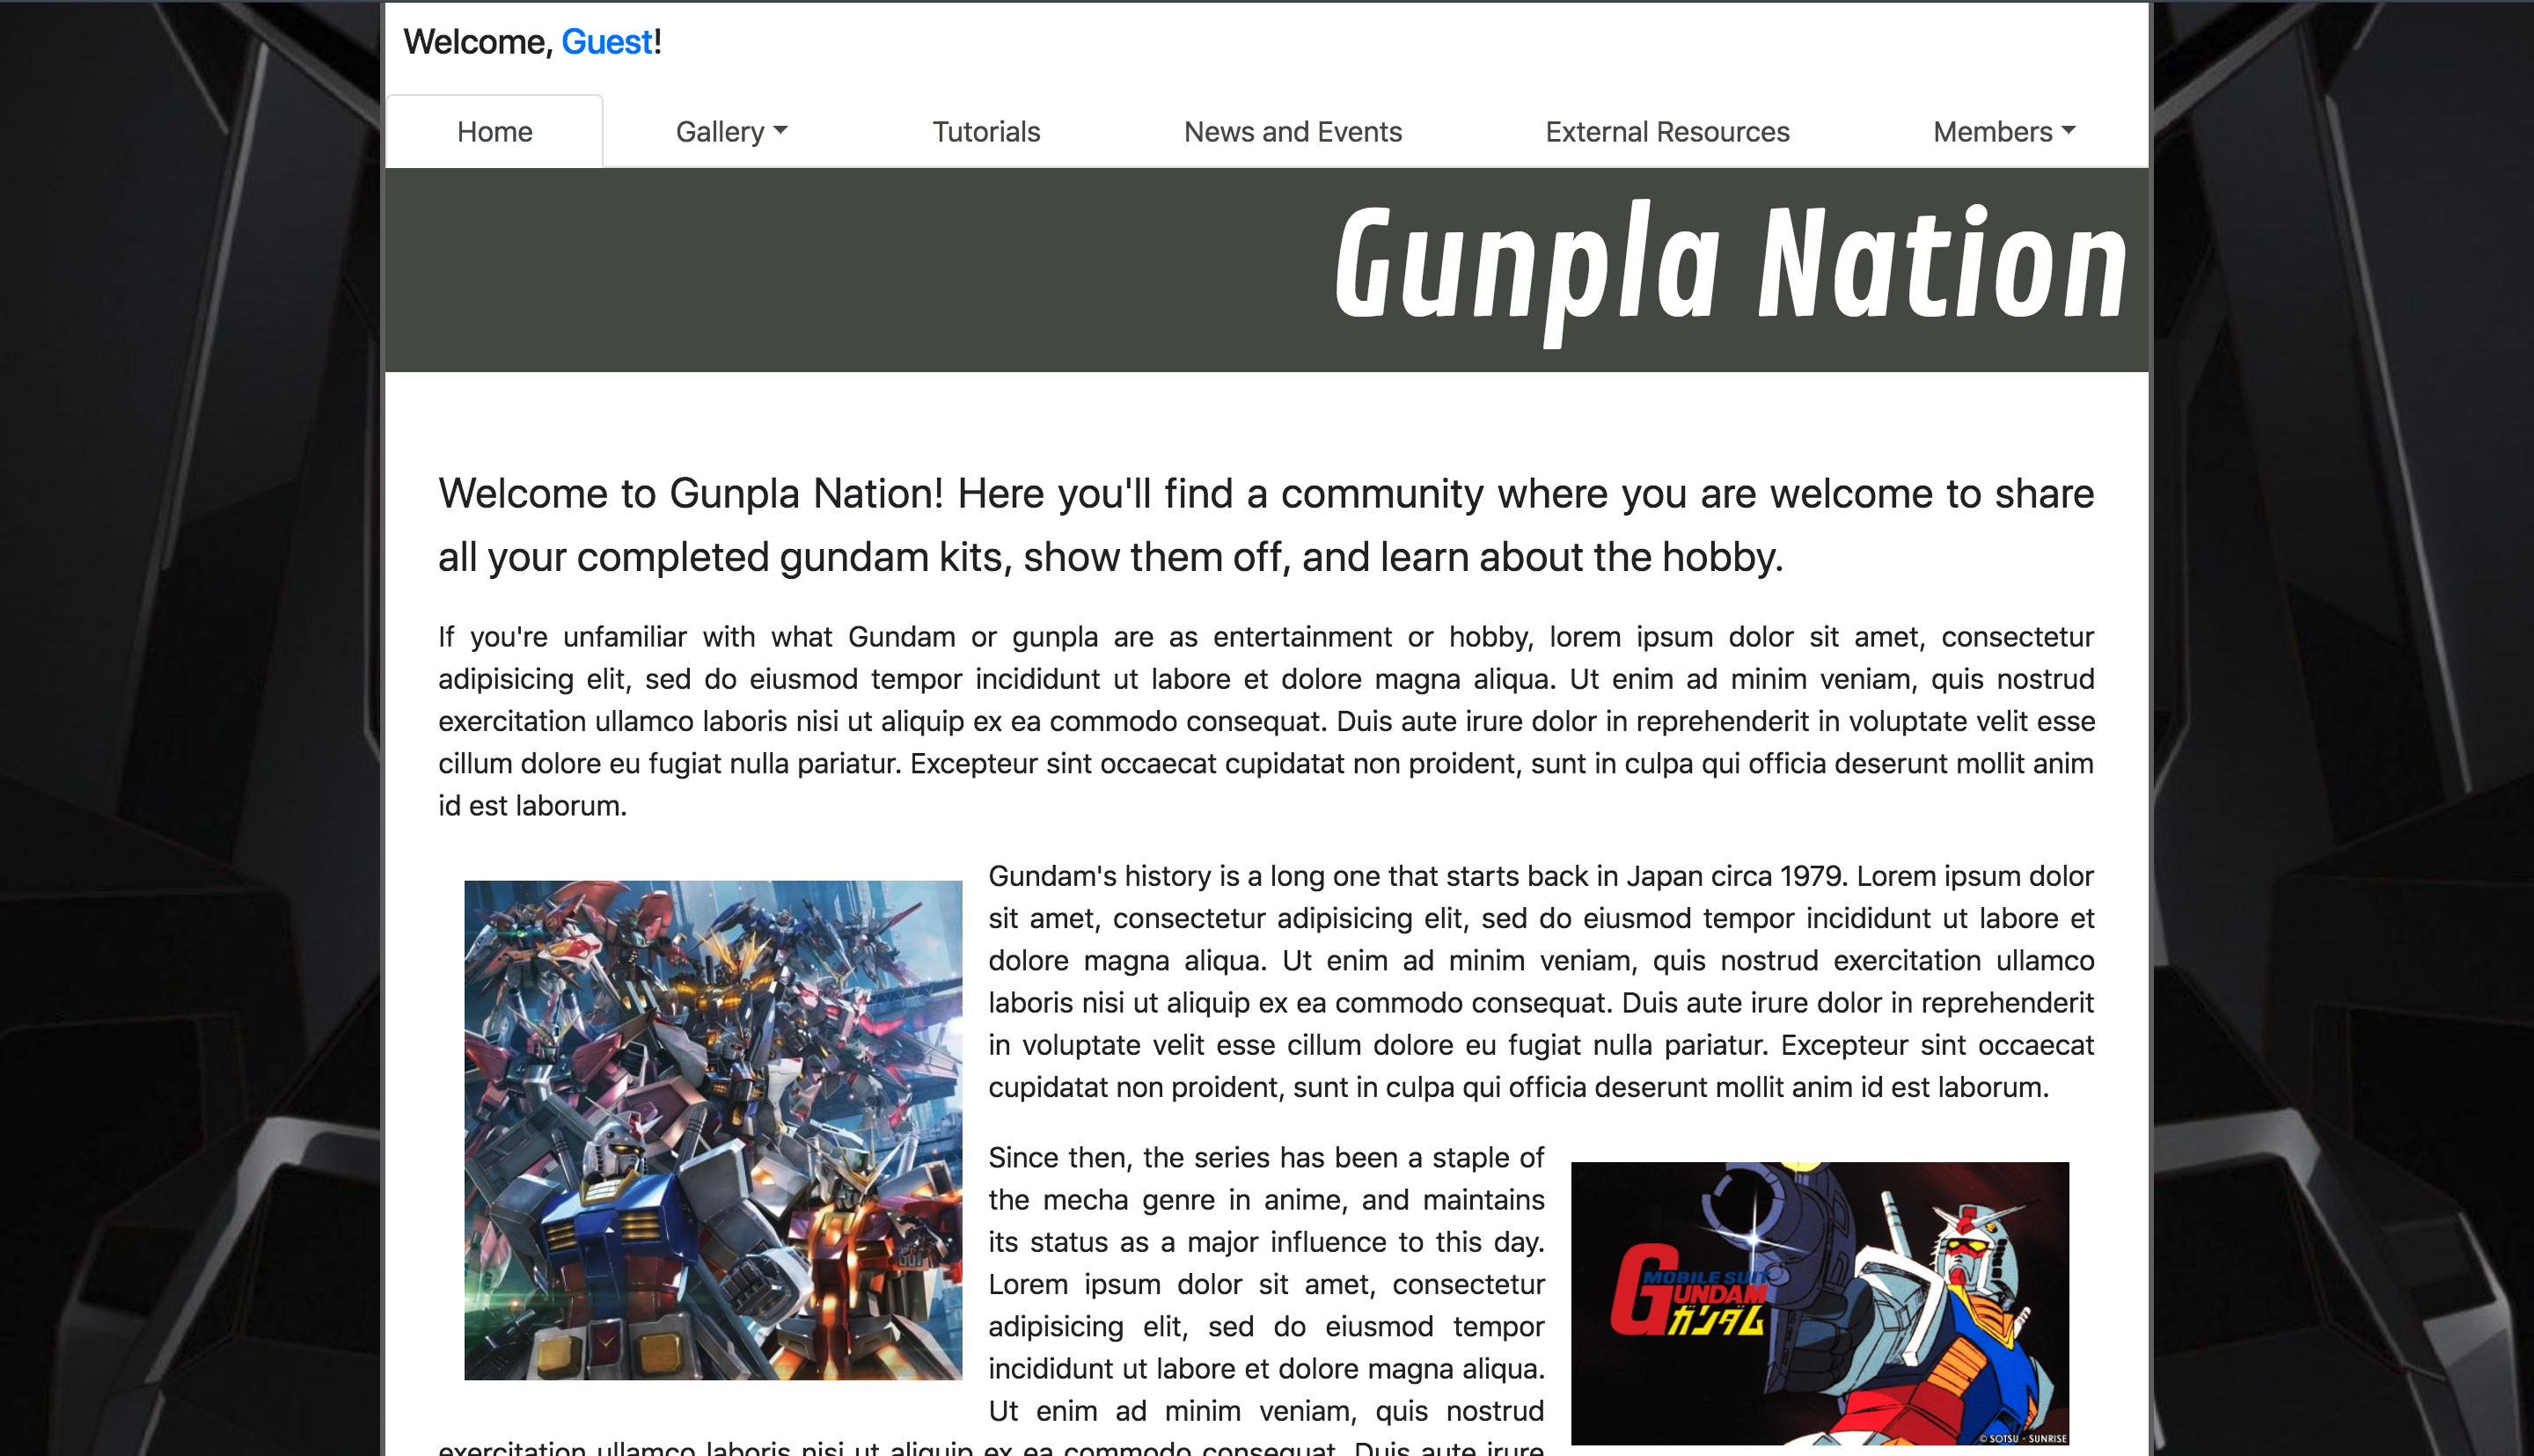 Welcome, Guest!
Home
Gallery
Tutorials
News and Events
External Resources
Members
Gunpla Nation
Welcome to Gunpla Nation! Here you'll find a community where you are welcome to share
all your completed gundam kits, show them off, and learn about the hobby.
If you're unfamiliar with what Gundam or gunpla are as entertainment or hobby, lorem ipsum dolor sit amet, consectetur
adipisicing elit, sed do eiusmod tempor incididunt ut labore et dolore magna aliqua. Ut enim ad minim veniam, quis nostrud
exercitation ullamco laboris nisi ut aliquip ex ea commodo consequat. Duis aute irure dolor in reprehenderit in voluptate velit esse
cillum dolore eu fugiat nulla pariatur. Excepteur sint occaecat cupidatat non proident, sunt in culpa qui officia deserunt mollit anim
id est laborum.
Gundam's history is a long one that starts back in Japan circa 1979. Lorem ipsum dolor
sit amet, consectetur adipisicing elit, sed do eiusmod tempor incididunt ut labore et
dolore magna aliqua. Ut enim ad minim veniam, quis nostrud exercitation ullamco
laboris nisi ut aliquip ex ea commodo consequat. Duis aute irure dolor in reprehenderit
in voluptate velit esse cillum dolore eu fugiat nulla pariatur. Excepteur sint occaecat
cupidatat non proident, sunt in culpa qui officia deserunt mollit anim id est laborum.
Since then, the series has been a staple of
the mecha genre in anime, and maintains
its status as a major influence to this day.
Lorem ipsum dolor sit amet, consectetur
adipisicing elit, sed do eiusmod tempor
incididunt ut labore et dolore magna aliqua.
Ut enim ad minim veniam, quis nostrud
exercitation ullamco laboris nisi ut aliquip ex ea commodo consequat. Duis aute irure
MOBILE SUIT
GUNDAM
ガンダム
© SOTSU・SUNRISE